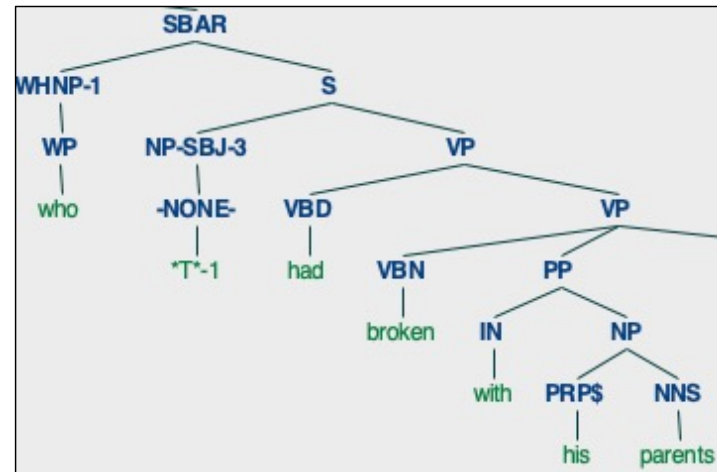 SBAR
WHNP-1 S
WP NP-SBJ-3 VP
who -NONE- VBD VP
*T*-1 had VBN PP
broken IN NP
with PRP$ NNS
his parents